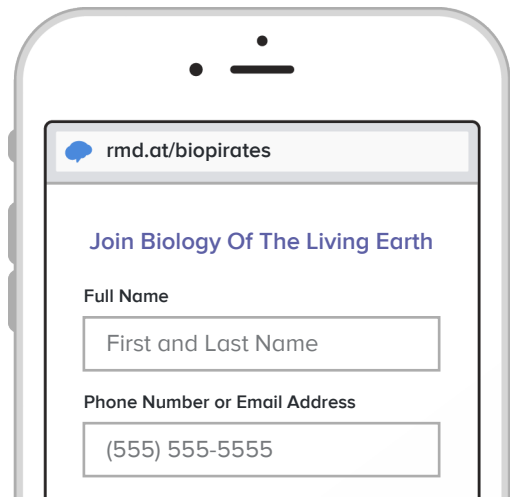 rmd.at/biopirates
Join Biology Of The Living Earth
Full Name
First and Last Name
Phone Number or Email Address
(555) 555-5555